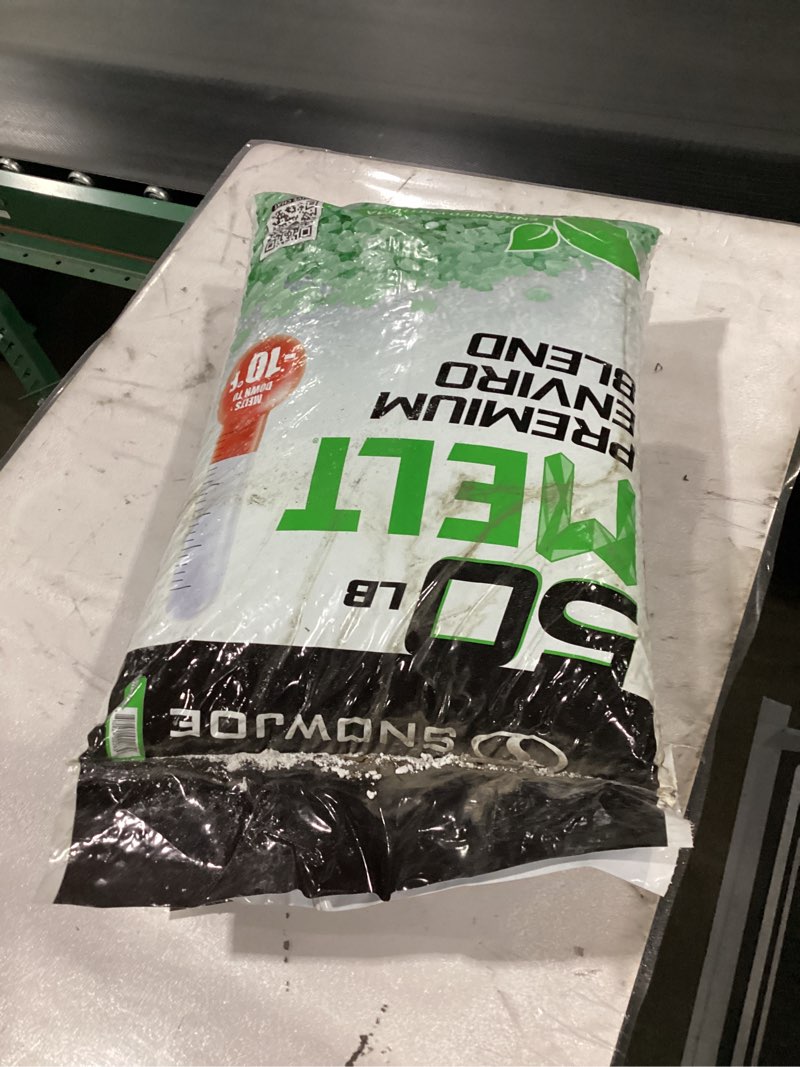 SNOWJOE
50 LB
MELT
PREMIUM
ENVIRO
BLEND
MELTS
DOWN TO
-10°F